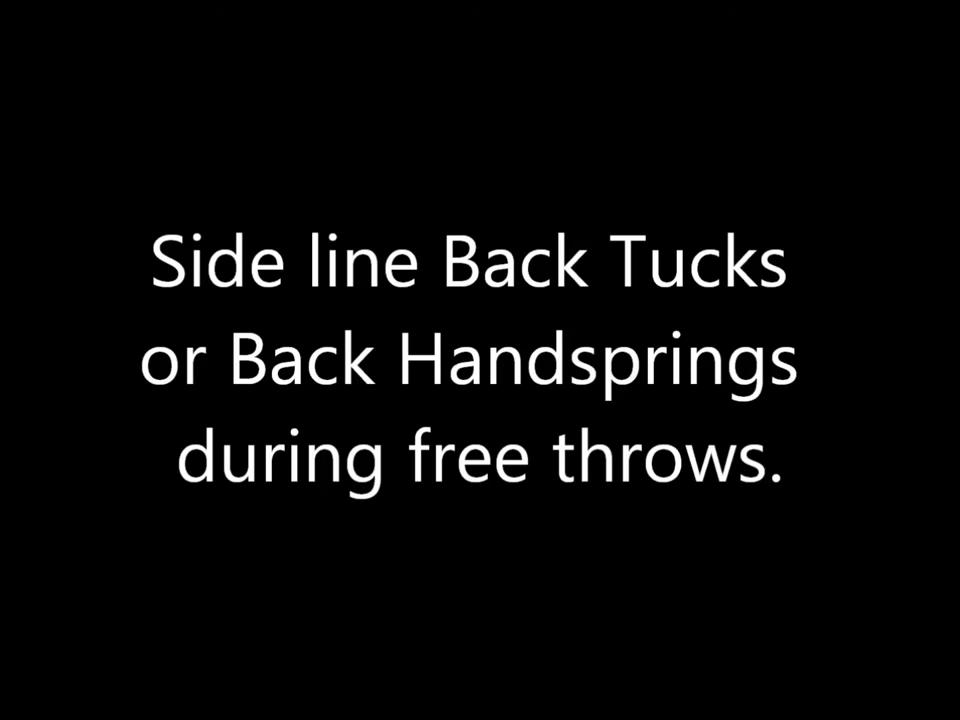 Side line Back Tucks
or Back Handsprings
during free throws.